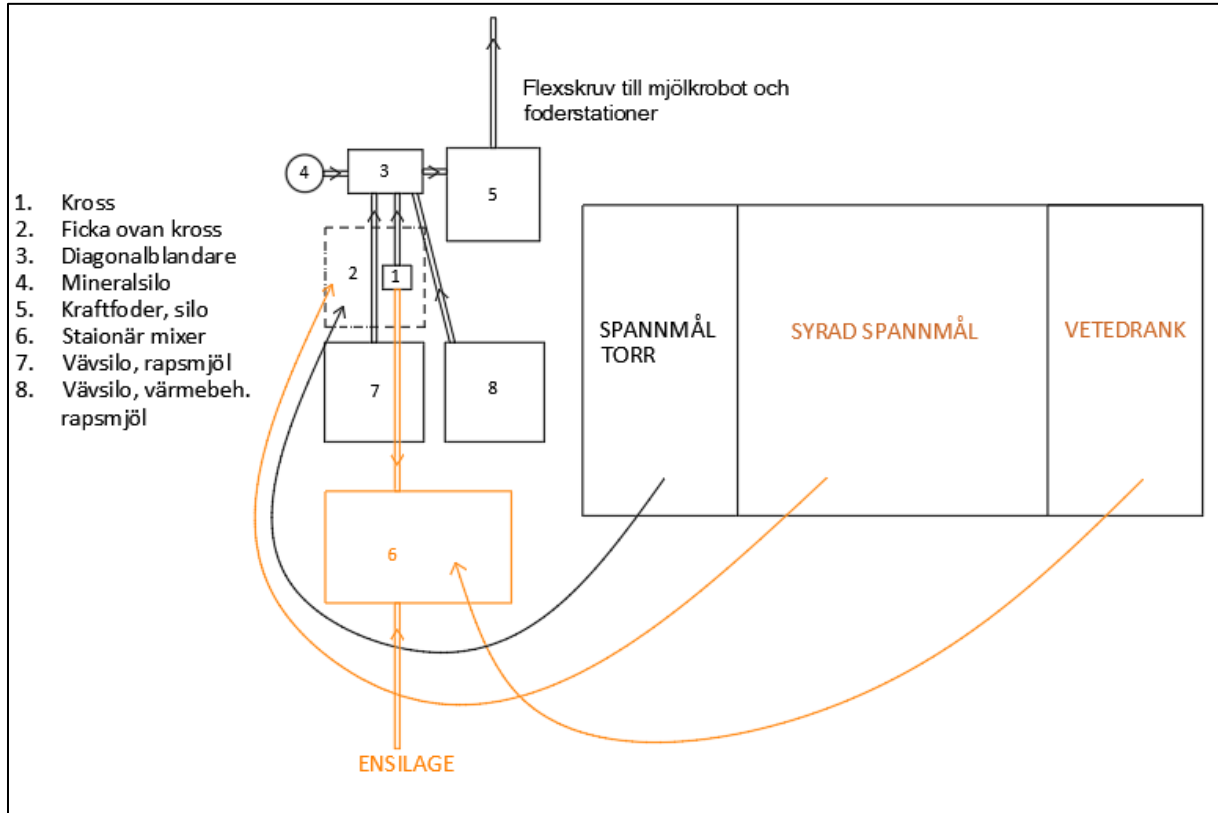 Flexskruv till mjölkrobot och
foderstationer
4
3
5
1. Kross
2. Ficka ovan kross
3. Diagonalblandare
4. Mineralsilo
5. Kraftfoder, silo
6. Staionär mixer
7. Vävsilo, rapsmjöl
8. Vävsilo, värmebeh.
rapsmjöl
2
1
7
8
6
SPANNMÅL
TORR
SYRAD SPANNMÅL
VETEDRANK
ENSILAGE